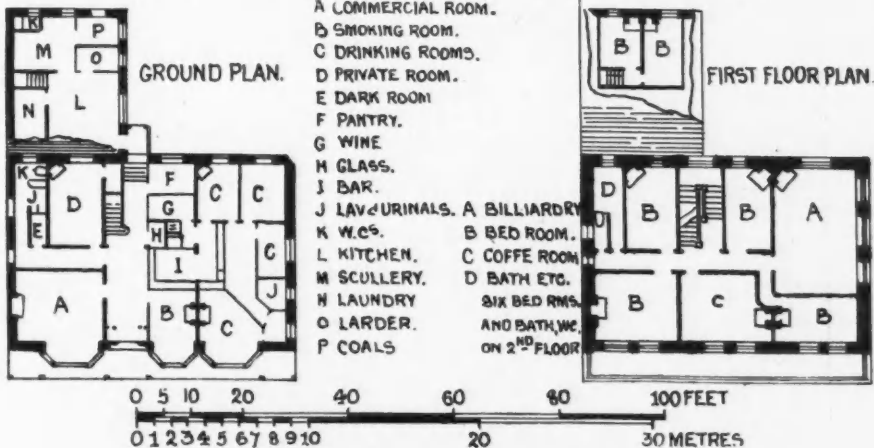 GROUND PLAN.
A COMMERCIAL ROOM.
B SMOKING ROOM.
C DRINKING ROOMS.
D PRIVATE ROOM.
E DARK ROOM
F PANTRY.
G WINE
H GLASS.
I BAR.
J LAV&URINALS.
K W.CS.
L KITCHEN.
M SCULLERY.
N LAUNDRY
O LARDER.
P COALS
FIRST FLOOR PLAN.
A BILLIARDRY
B BED ROOM.
C COFFE ROOM
D BATH ETC.
SIX BED RMS.
AND BATH, WC,
ON 2ND FLOOR
K
P
M
O
N
L
K
J
E
D
F
G
H
I
C
C
C
J
A
B
C
B
B
D
B
B
A
B
C
B
0 5 10 20 40 60 80 100 FEET
0 1 2 3 4 5 6 7 8 9 10 20 30 METRES